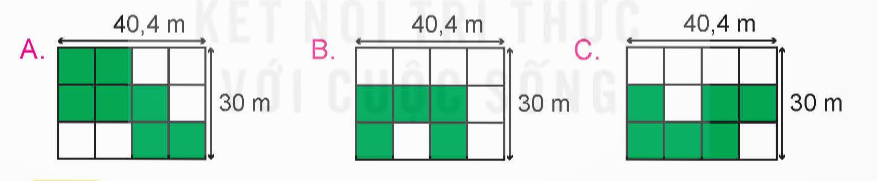 KẾT NỐI TRI THỨC
VỚI CUỘC SỐNG
A.
40,4 m
30 m
B.
40,4 m
30 m
C.
40,4 m
30 m